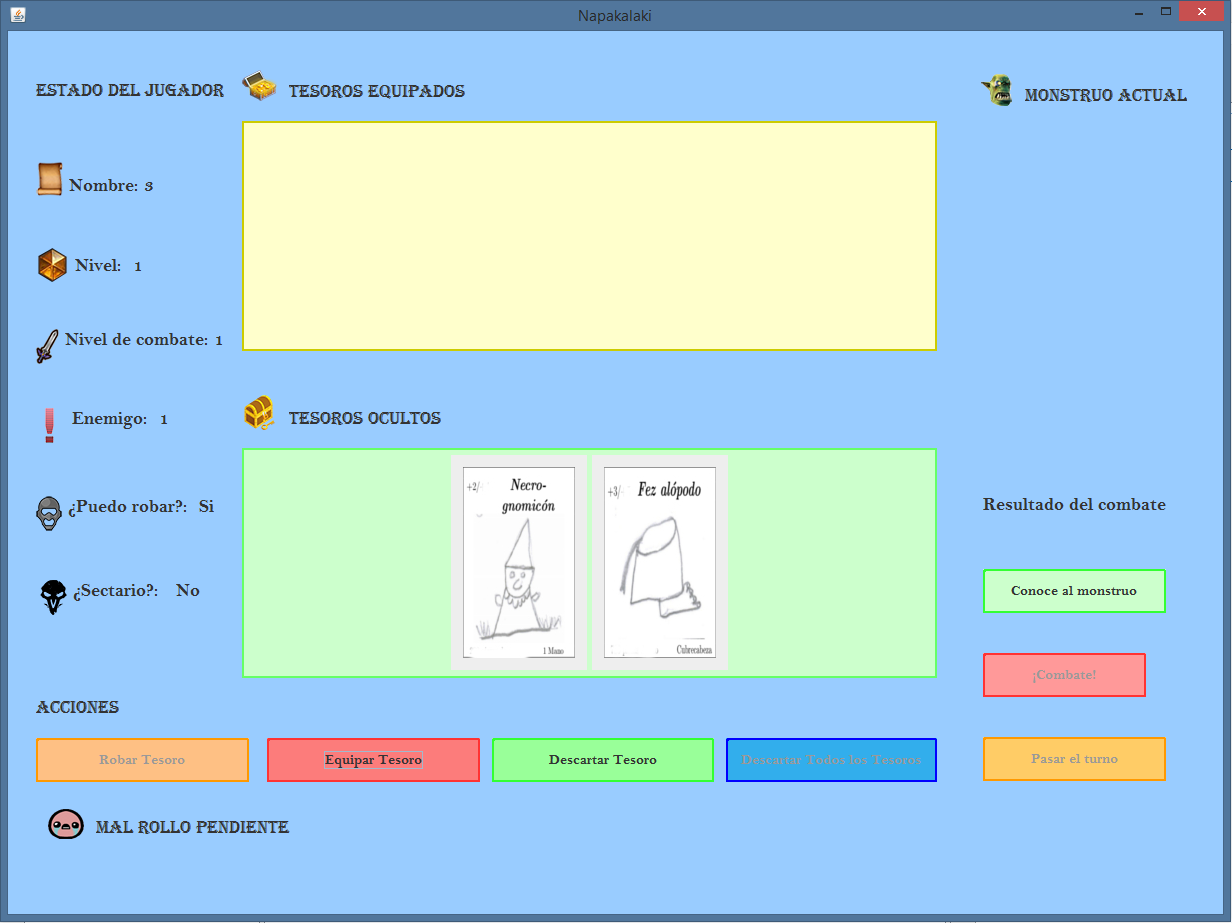 Napakalaki
ESTADO DEL JUGADOR
TESOROS EQUIPADOS
MONSTRUO ACTUAL
Nombre: 3
Nivel: 1
Nivel de combate: 1
Enemigo: 1
¿Puedo robar?: Si
¿Sectario?: No
TESOROS OCULTOS
+2/-
Necro-
gnomicón
1 Mano
+3/-
Fez alópodo
Cubrecabeza
Resultado del combate
Conoce al monstruo
¡Combate!
Pasar el turno
ACCIONES
Robar Tesoro
Equipar Tesoro
Descartar Tesoro
Descartar Todos los Tesoros
MAL ROLLO PENDIENTE